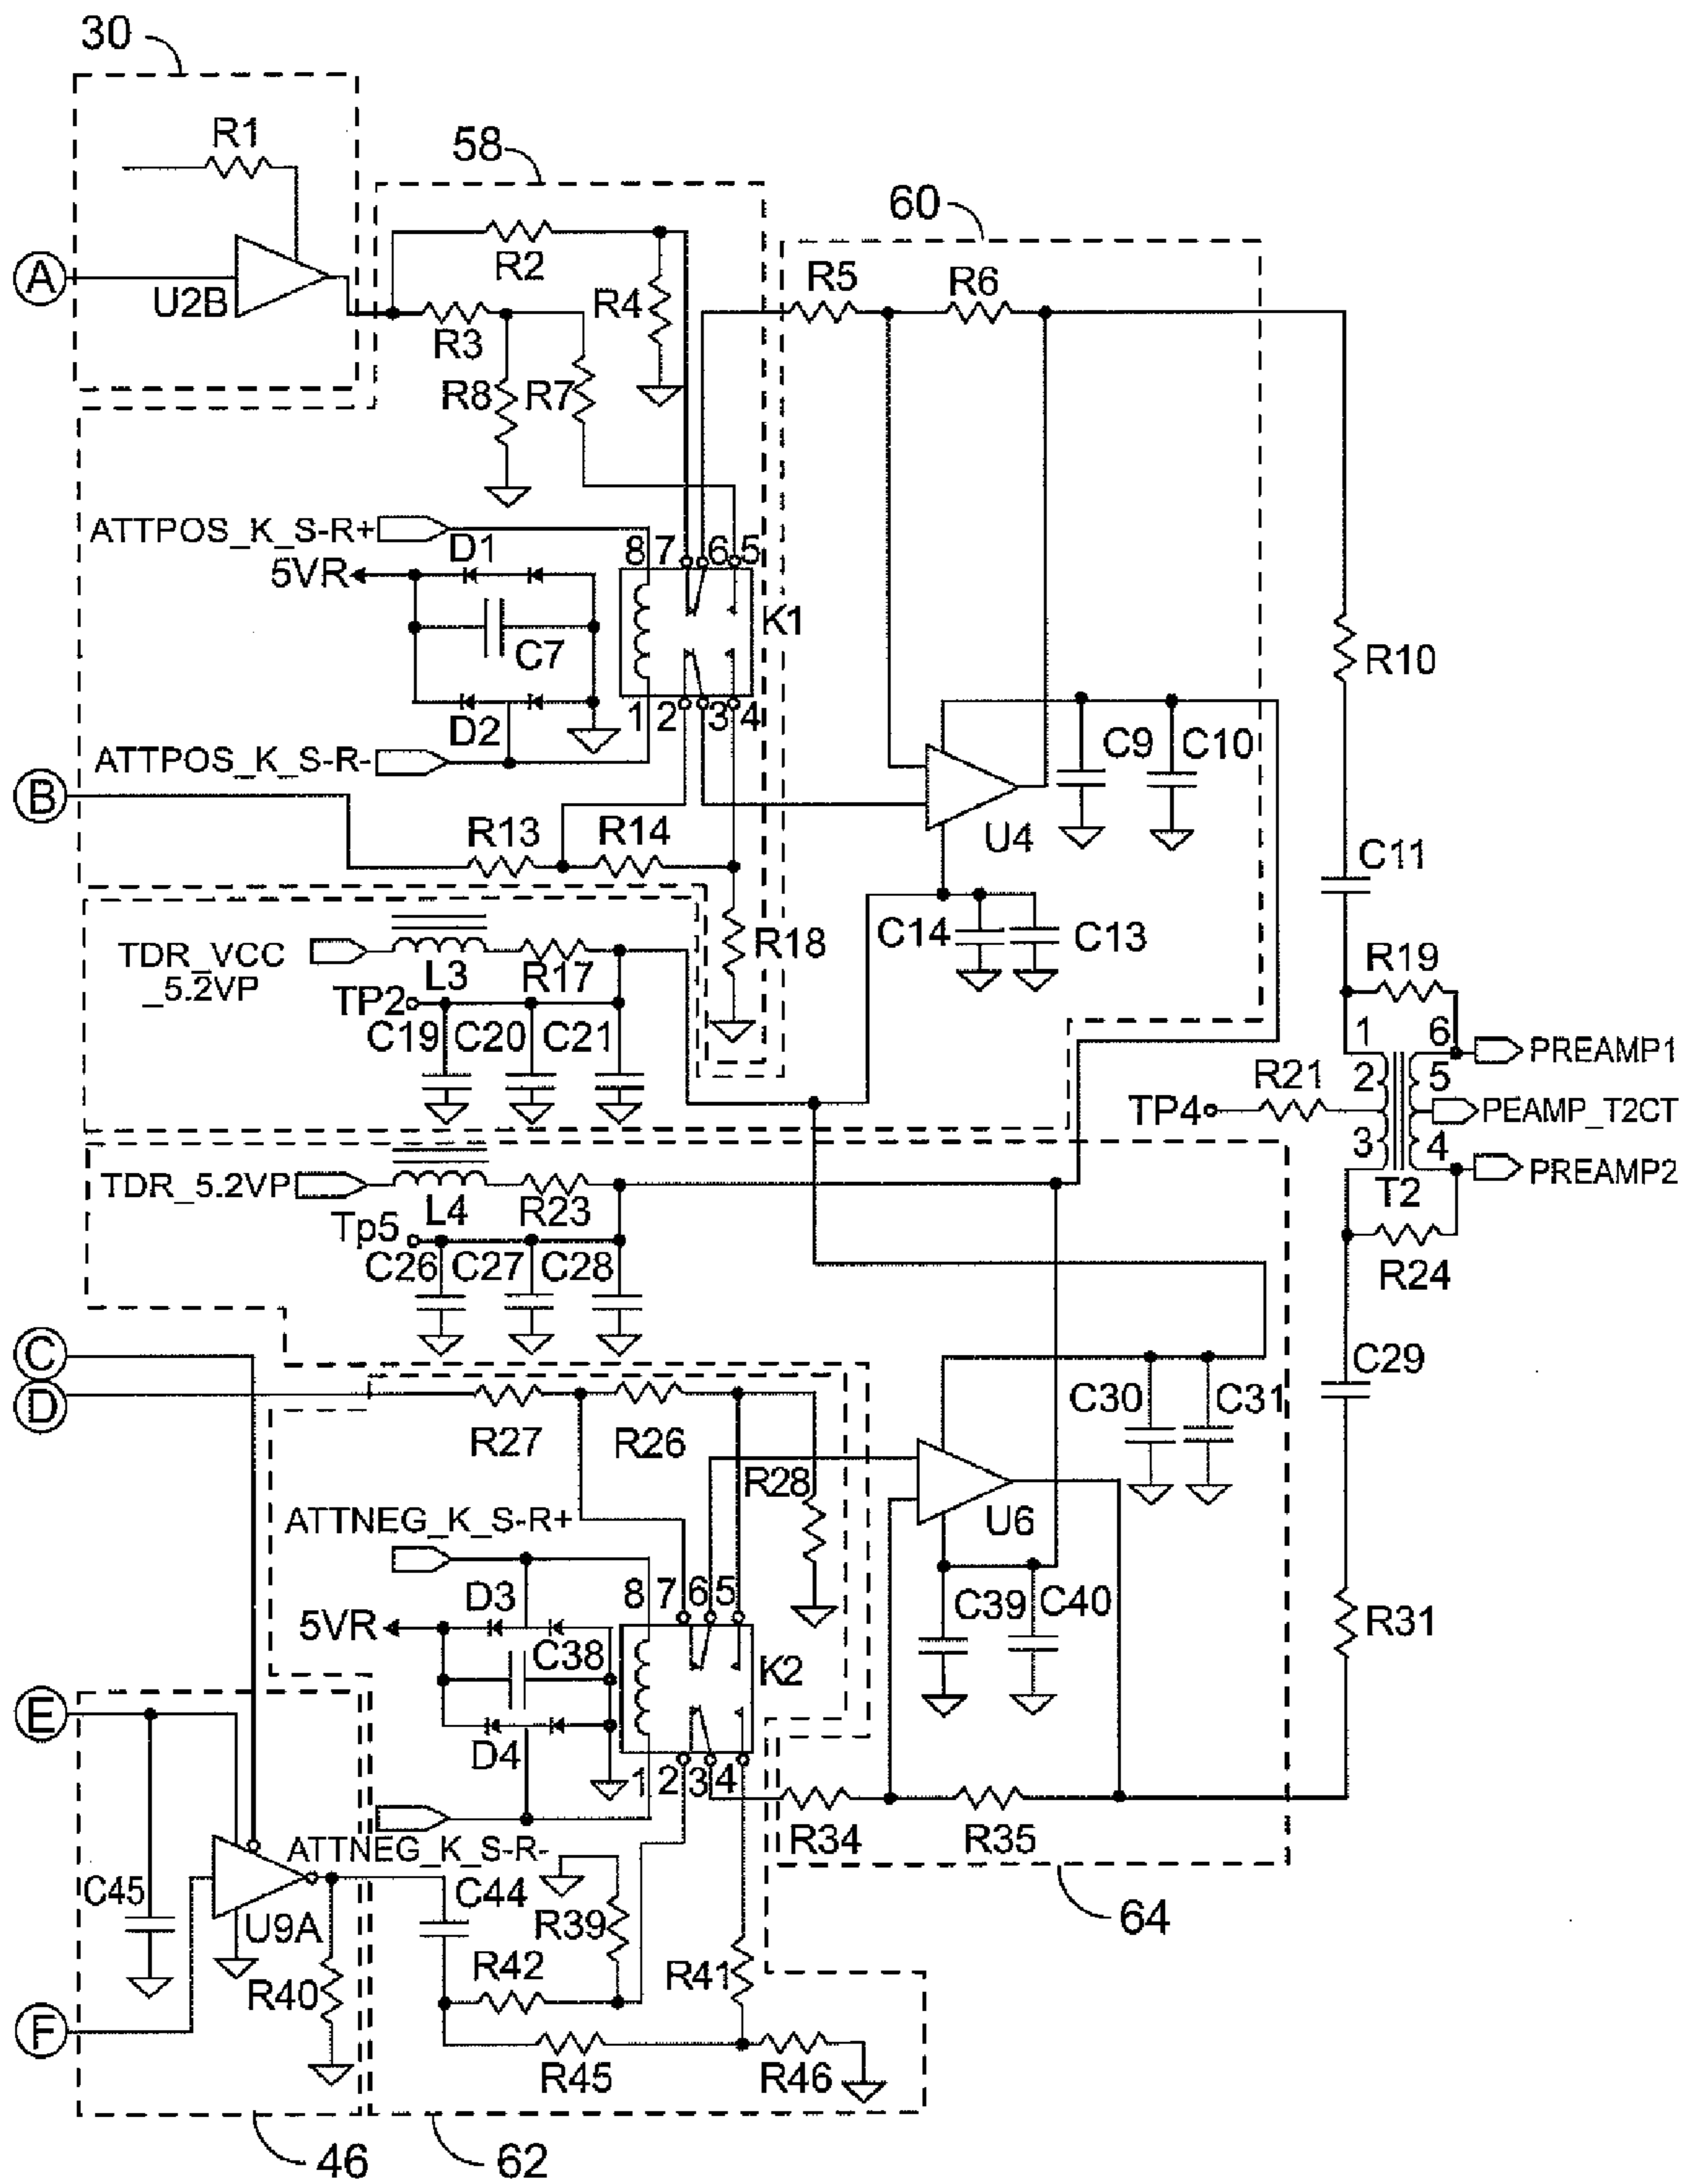 30
R1
58
60
A
U2B
R2
R4
R5
R6
R3
R8
R7
ATTPOS_K_S-R+
D1
8 7 6 5
5VR
C7
K1
R10
D2
1 2 3 4
ATTPOS_K_S-R-
C9
C10
B
U4
R13
R14
C11
C14
C13
TDR_VCC
_5.2VP
L3
R17
R18
R19
TP2
C19
C20
C21
1
6
PREAMP1
R21
2
5
TP4
PEAMP_T2CT
3
4
TDR_5.2VP
PREAMP2
L4
R23
T2
Tp5
C26
C27
C28
R24
C
C29
D
C30
C31
R27
R26
R28
ATTNEG_K_S-R+
U6
D3
8 7 6 5
C39
C40
5VR
C38
R31
K2
E
D4
1 2 3 4
R34
R35
ATTNEG_K_S-R-
C45
C44
64
U9A
R39
R40
R42
R41
F
R45
R46
46
62